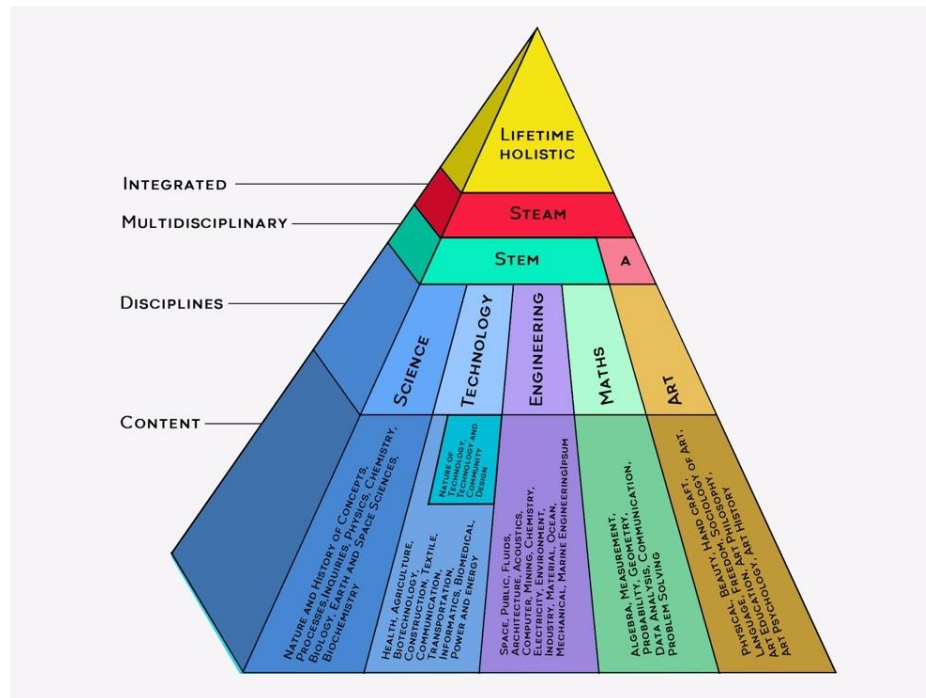 LIFETIME
HOLISTIC
INTEGRATED
STEAM
MULTIDISCIPLINARY
STEM
A
DISCIPLINES
SCIENCE
TECHNOLOGY
ENGINEERING
MATHS
ART
CONTENT
NATURE AND HISTORY OF CONCEPTS,
PROCESSES,INQUIRIES, PHYSICS, CHEMISTRY,
BIOLOGY, EARTH AND SPACE SCIENCES,
BIOCHEMISTRY
NATURE OF
TECHNOLOGY,
TECHNOLOGY AND
COMMUNITY
DESIGN
HEALTH, AGRICULTURE,
BIOTECHNOLOGY,
CONSTRUCTION, TEXTILE,
COMMUNICATION,
TRANSPORTATION,
INFORMATICS, BIOMEDICAL,
POWER AND ENERGY
SPACE, PUBLIC, FLUIDS,
ARCHITECTURE, ACOUSTICS,
COMPUTER, MINING, CHEMISTRY,
ELECTRICITY, ENVIRONMENT,
INDUSTRY, MATERIAL, OCEAN,
MECHANICAL, MARINE ENGINEERINGIPSUM
ALGEBRA, MEASUREMENT,
PROBABILITY, GEOMETRY,
DATA ANALYSIS, COMMUNICATION
PROBLEM SOLVING
PHYSICAL, BEAUTY, HAND CRAFT,
LANGUAGE, FREEDOM, SOCIOLOGY OF ART,
EDUCATION, ART PHILOSOPHY,
ART PSYCHOLOGY, ART HISTORY